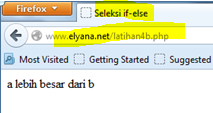 Firefox
Seleksi if-else
www.elyana.net/latihan4b.php
Most Visited Getting Started Suggested
a lebih besar dari b